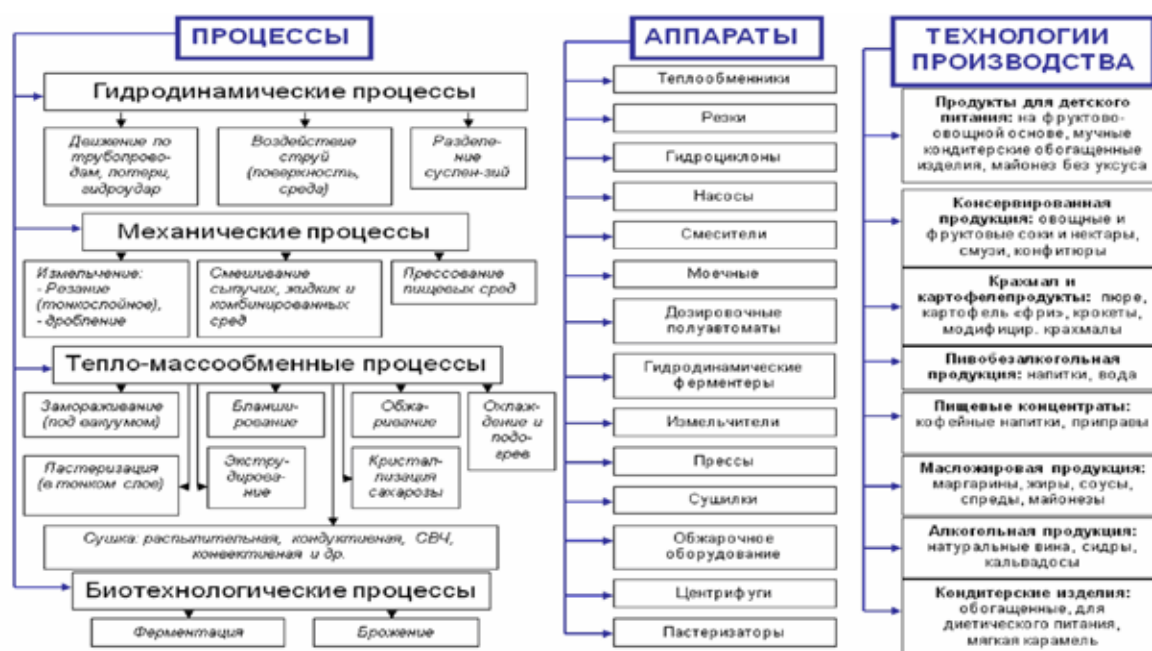 ПРОЦЕССЫ
Гидродинамические процессы
Движение по
трубопрово-
дам, потери,
гидроудар
Воздействие
струй
(поверхность,
среда)
Разделе-
ние
суспен-зий
Механические процессы
Измельчение:
- Резание
(тонкослойное),
- дробление
Смешивание
сыпучих, жидких и
комбинированных
сред
Прессование
пищевых сред
Тепло-массообменные процессы
Замораживание
(под вакуумом)
Бланши-
рование
Обжа-
ривание
Охлаж-
дение и
подо-
грев
Пастеризация
(в тонком слое)
Экстру-
дирова-
ние
Кристал-
лизация
сахарозы
Сушка: распылительная, кондуктивная, СВЧ,
конвективная и др.
Биотехнологические процессы
Ферментация
Брожение
АППАРАТЫ
Теплообменники
Резки
Гидроциклоны
Насосы
Смесители
Моечные
Дозировочные
полуавтоматы
Гидродинамические
ферментеры
Измельчители
Прессы
Сушилки
Обжарочное
оборудование
Центрифуги
Пастеризаторы
ТЕХНОЛОГИИ
ПРОИЗВОДСТВА
Продукты для детского
питания: на фруктово-
овощной основе, мучные
кондитерские обогащенные
изделия, майонез без уксуса
Консервированная
продукция: овощные и
фруктовые соки и нектары,
смузи, конфитюры
Крахмал и
картофелепродукты: пюре,
картофель «фри», крокеты,
модифицир. крахмалы
Пивобезалкогольная
продукция: напитки, вода
Пищевые концентраты:
кофейные напитки, приправы
Масложировая продукция:
маргарины, жиры, соусы,
спреды, майонезы
Алкогольная продукция:
натуральные вина, сидры,
кальвадосы
Кондитерские изделия:
обогащенные, для
диетического питания,
мягкая карамель